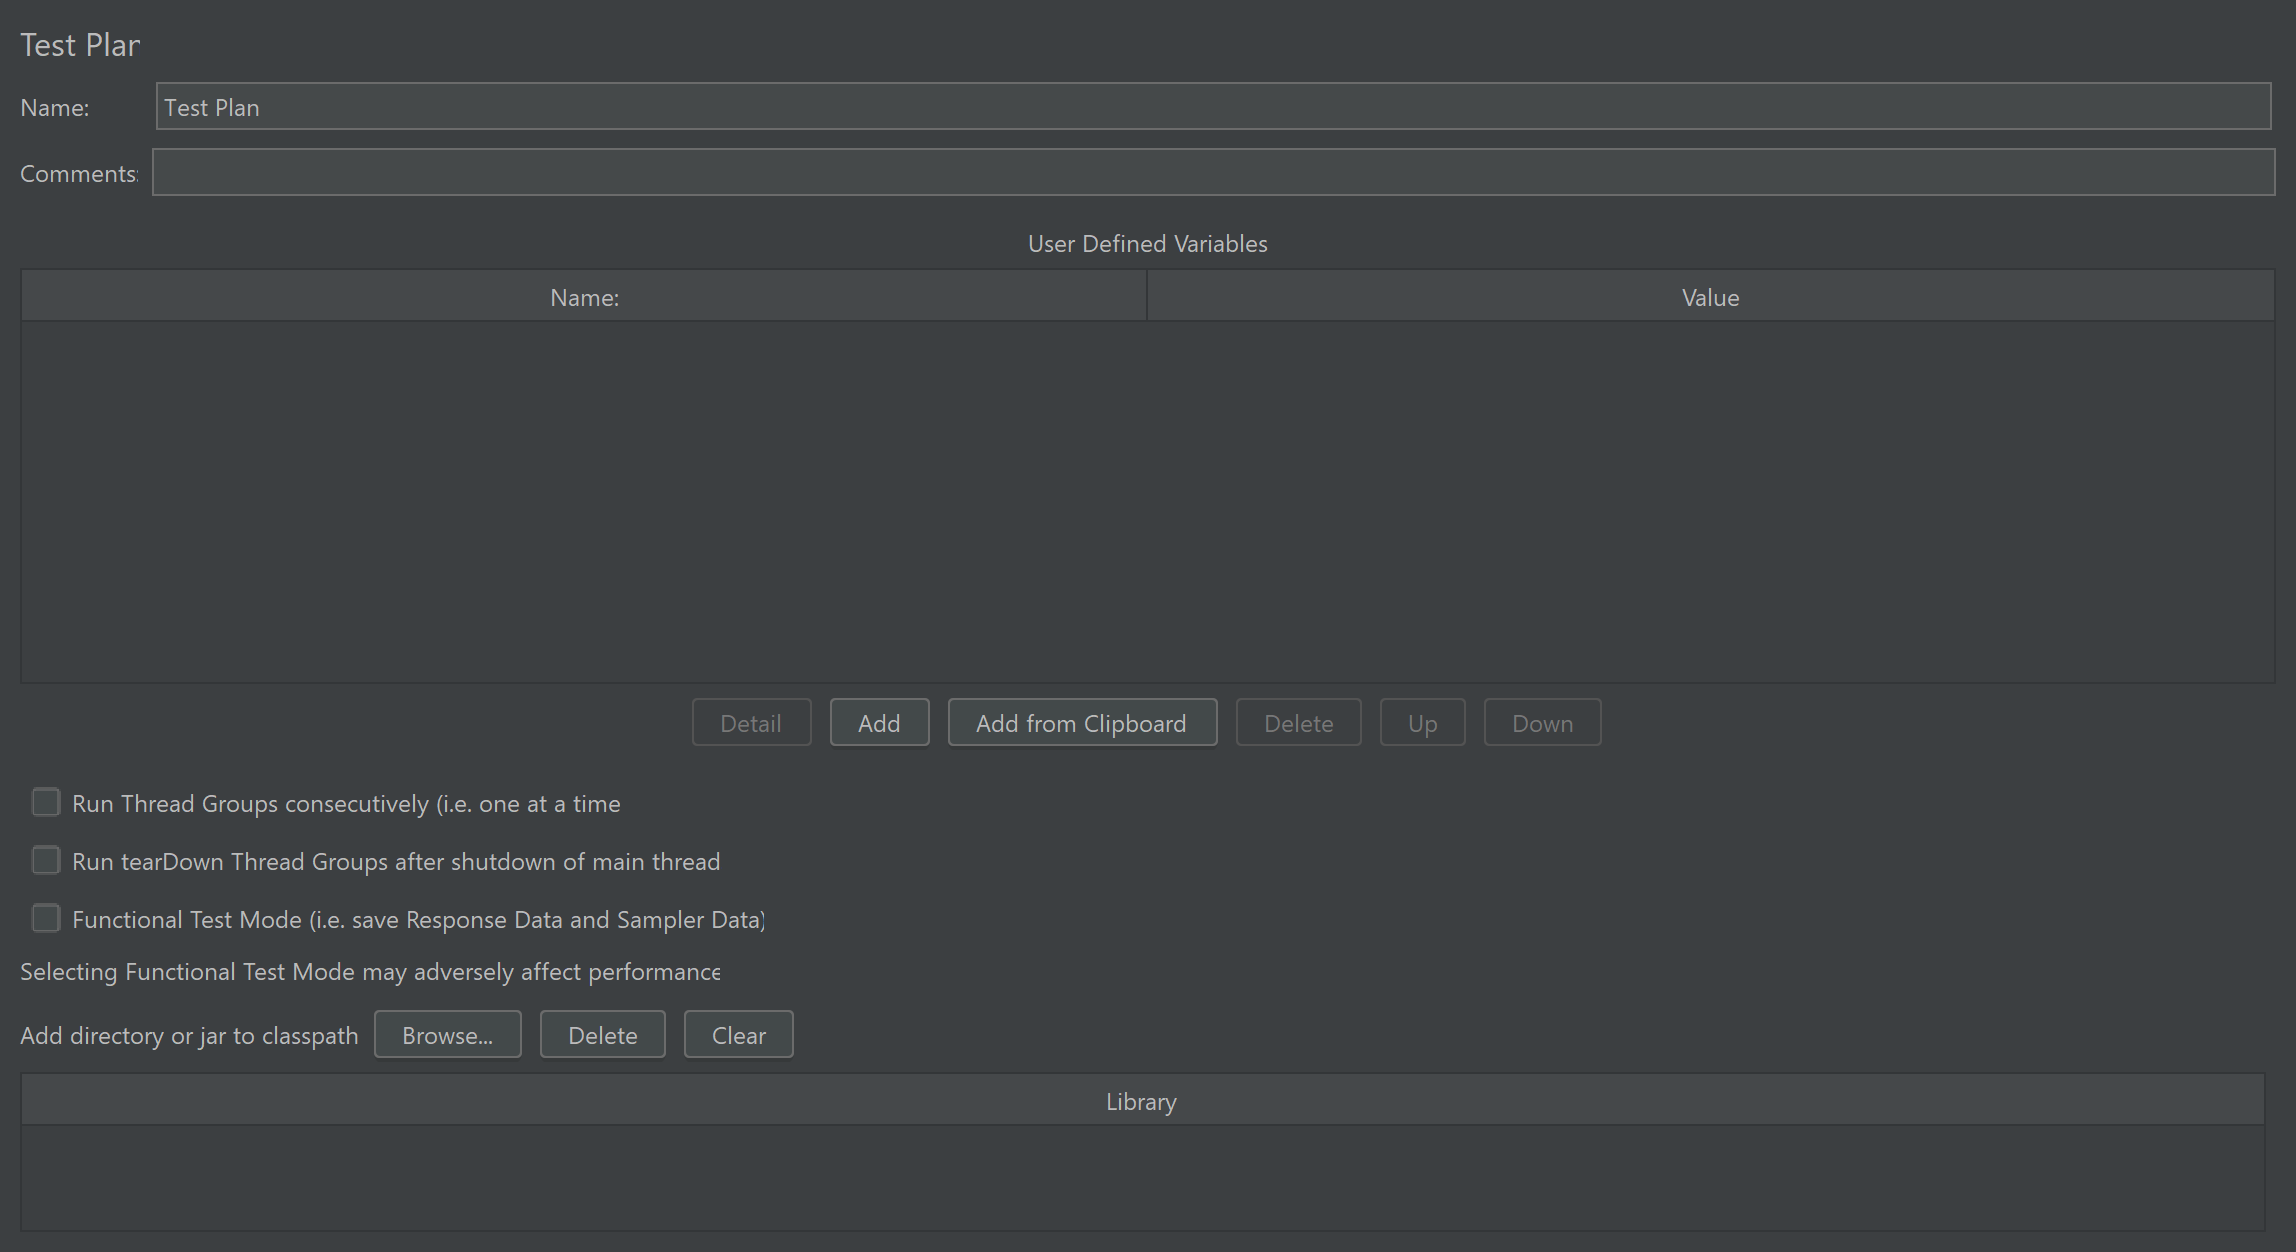 Test Plan
Name: Test Plan
Comments:
User Defined Variables
Name: Value
Detail Add Add from Clipboard Delete Up Down
Run Thread Groups consecutively (i.e. one at a time
Run tearDown Thread Groups after shutdown of main thread
Functional Test Mode (i.e. save Response Data and Sampler Data)
Selecting Functional Test Mode may adversely affect performance
Add directory or jar to classpath Browse... Delete Clear
Library